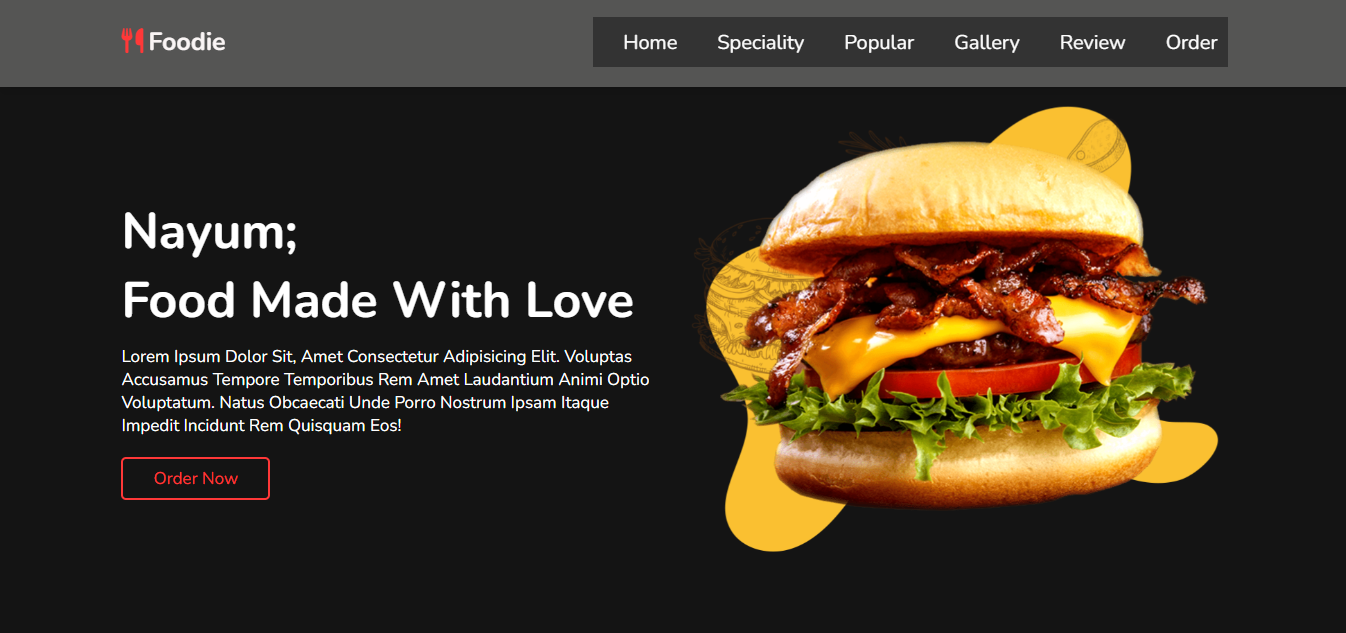 Foodie
Home Speciality Popular Gallery Review Order
Nayum;
Food Made With Love
Lorem Ipsum Dolor Sit, Amet Consectetur Adipisicing Elit. Voluptas
Accusamus Tempore Temporibus Rem Amet Laudantium Animi Optio
Voluptatum. Natus Obcaecati Unde Porro Nostrum Ipsam Itaque
Impedit Incidunt Rem Quisquam Eos!
Order Now